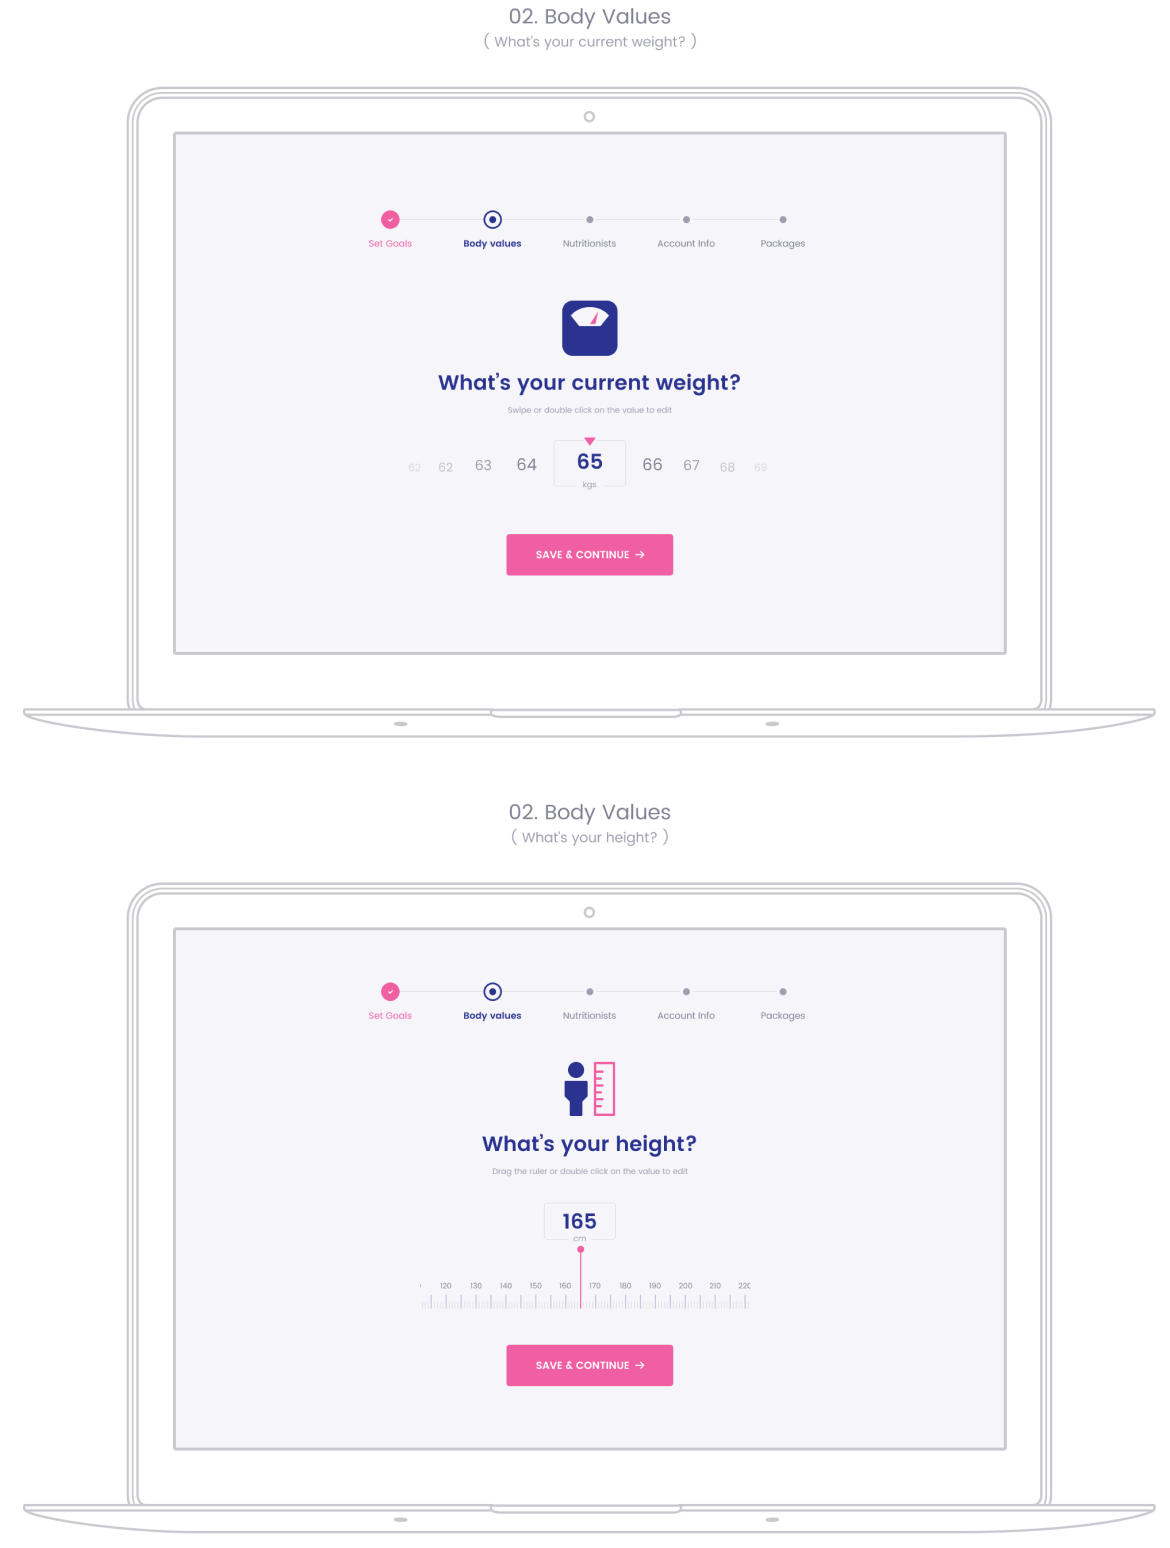 02. Body Values
( What's your current weight? )
Set Goals Body values Nutritionists Account Info Packages
What's your current weight?
Swipe or double click on the value to edit
62 62 63 64 65 66 67 68 69
kgs
SAVE & CONTINUE →
02. Body Values
( What's your height? )
Set Goals Body values Nutritionists Account Info Packages
What's your height?
Drag the ruler or double click on the value to edit
165
cm
120 130 140 150 160 170 180 190 200 210 220
SAVE & CONTINUE →